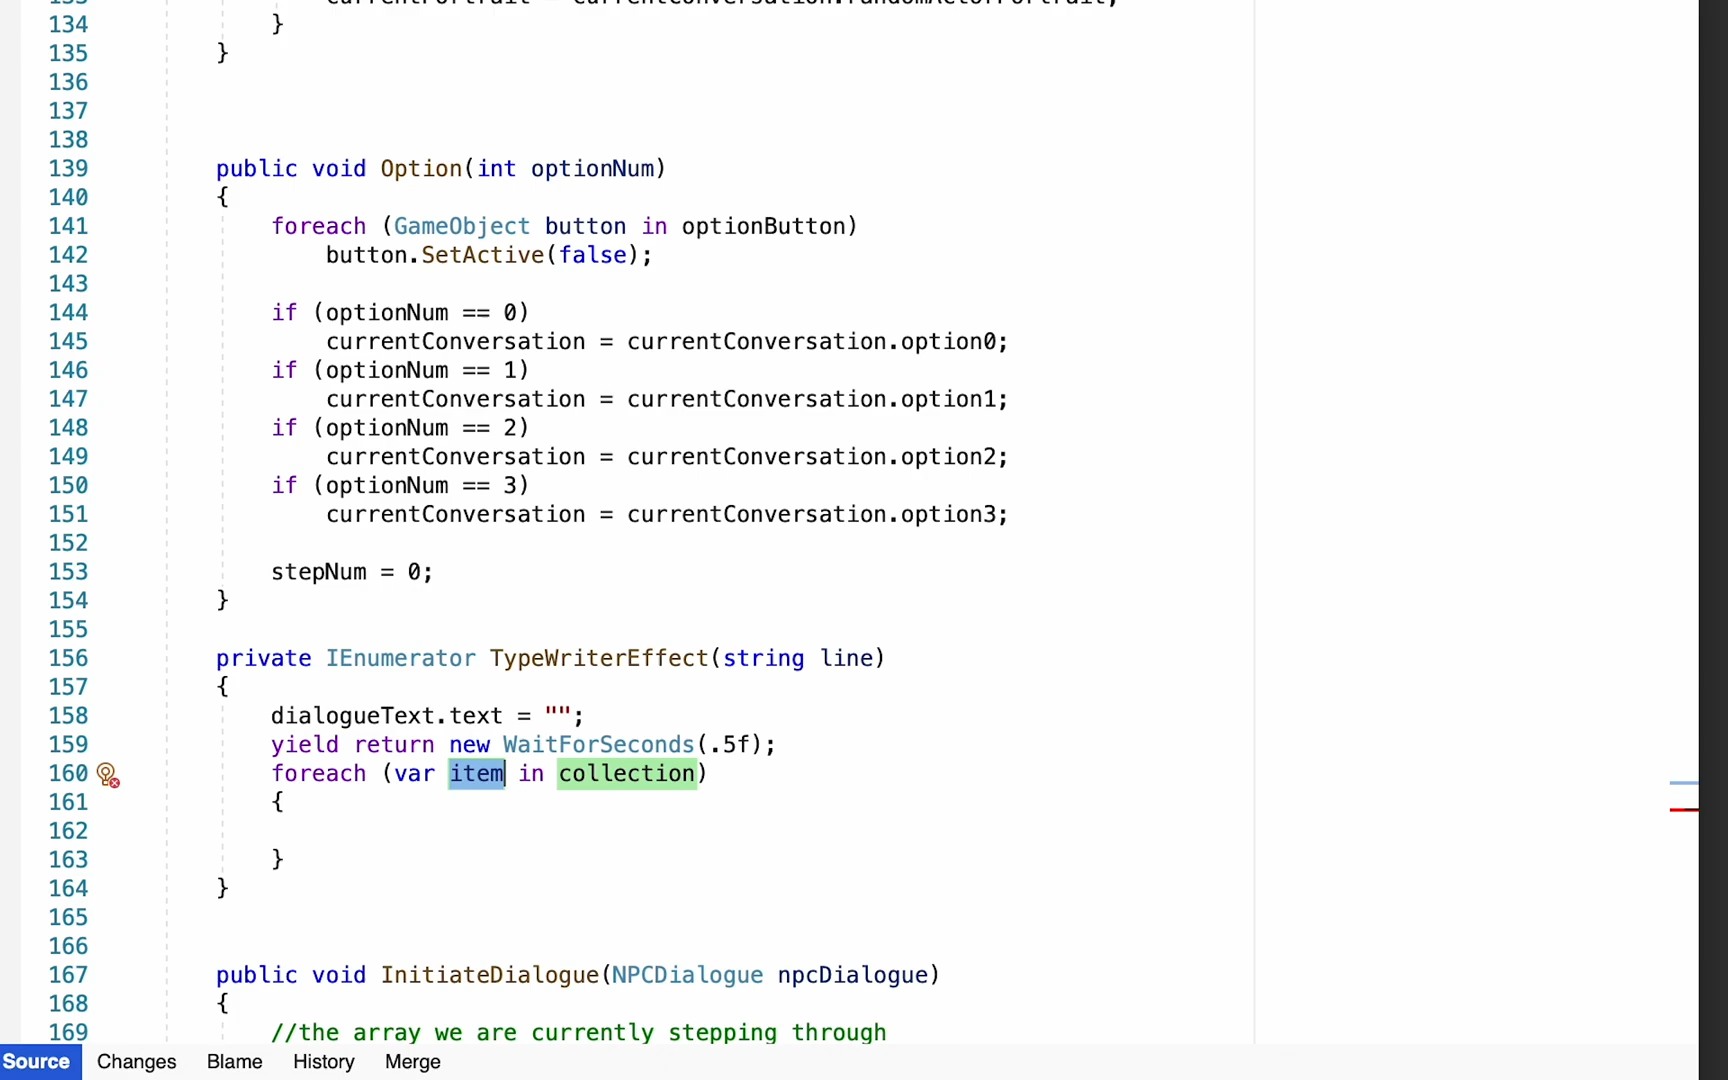 134 }
135 }
136
137
138
139 public void Option(int optionNum)
140 {
141 foreach (GameObject button in optionButton)
142 button.SetActive(false);
143
144 if (optionNum == 0)
145 currentConversation = currentConversation.option0;
146 if (optionNum == 1)
147 currentConversation = currentConversation.option1;
148 if (optionNum == 2)
149 currentConversation = currentConversation.option2;
150 if (optionNum == 3)
151 currentConversation = currentConversation.option3;
152
153 stepNum = 0;
154 }
155
156 private IEnumerator TypeWriterEffect(string line)
157 {
158 dialogueText.text = "";
159 yield return new WaitForSeconds(.5f);
160 foreach (var item in collection)
161 {
162
163 }
164 }
165
166
167 public void InitiateDialogue(NPCDialogue npcDialogue)
168 {
169 //the array we are currently stepping through
Source Changes Blame History Merge